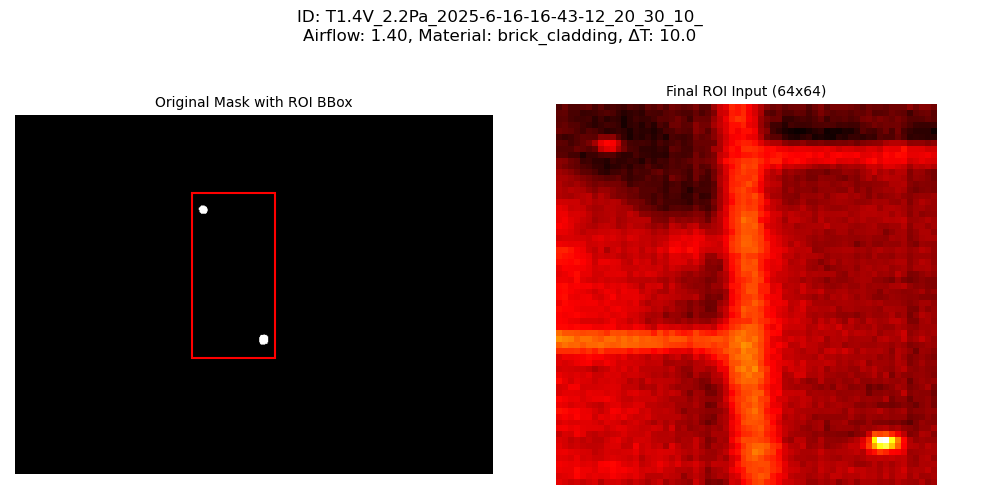 ID: T1.4V_2.2Pa_2025-6-16-16-43-12_20_30_10_
Airflow: 1.40, Material: brick_cladding, ΔT: 10.0
Original Mask with ROI BBox
Final ROI Input (64x64)